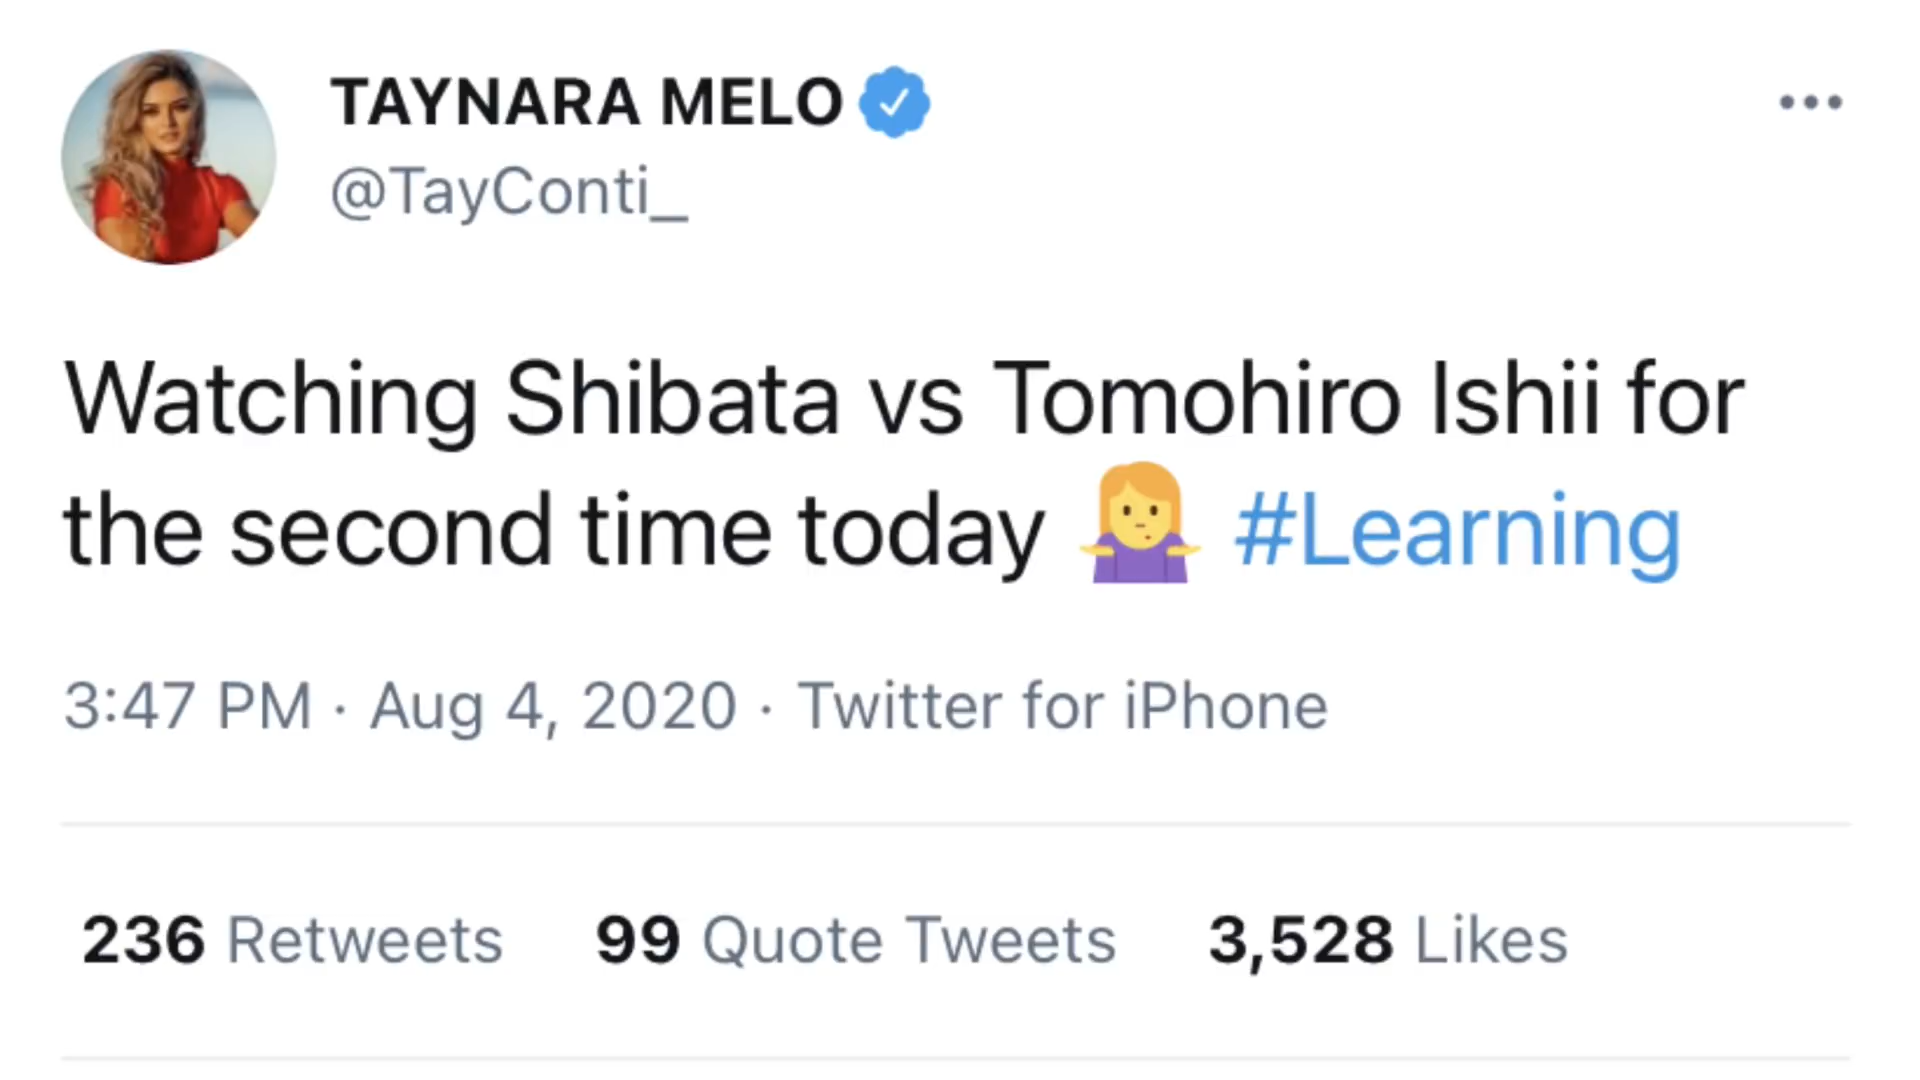 TAYNARA MELO
@TayConti_
Watching Shibata vs Tomohiro Ishii for
the second time today 🤷‍♀️ #Learning
3:47 PM · Aug 4, 2020 · Twitter for iPhone
236 Retweets 99 Quote Tweets 3,528 Likes